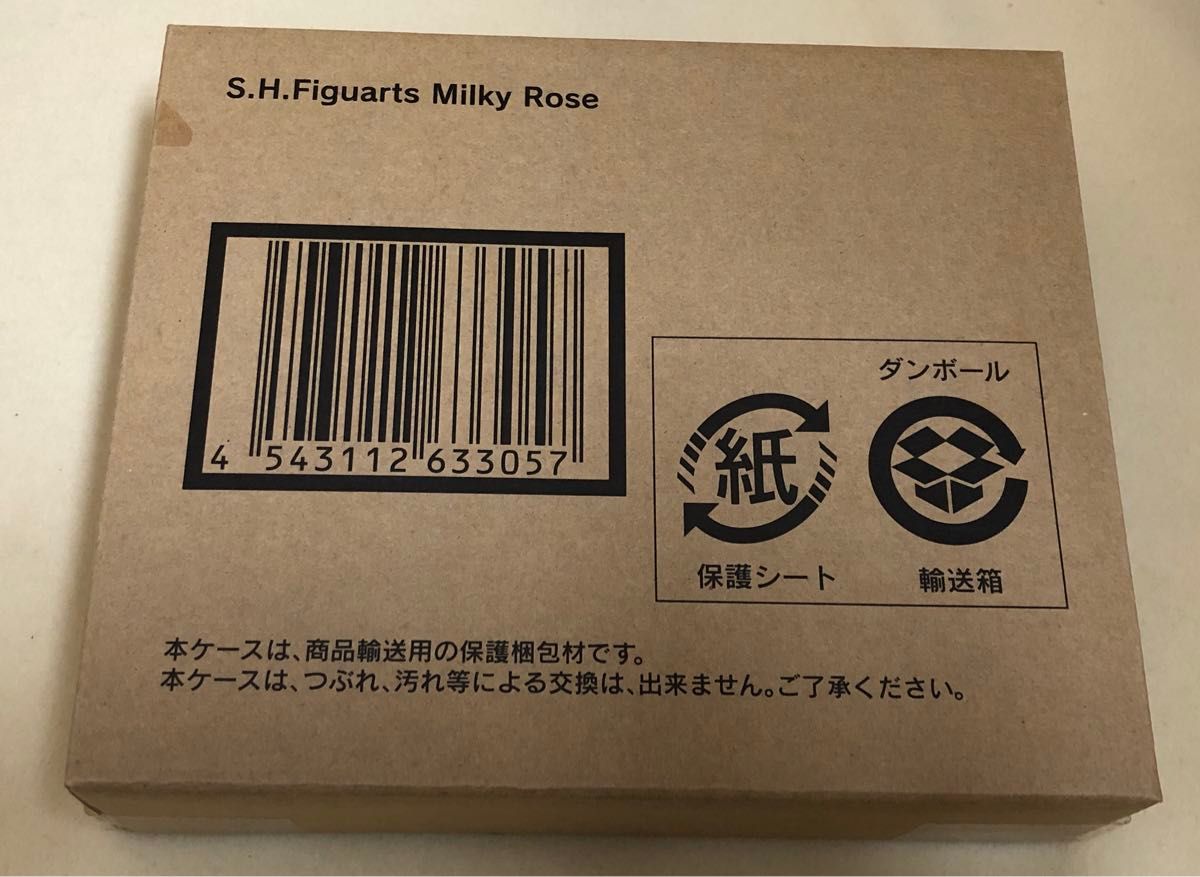 S.H.Figuarts Milky Rose
4 543112 633057
ダンボール
紙
保護シート
輸送箱
本ケースは、商品輸送用の保護梱包材です。
本ケースは、つぶれ、汚れ等による交換は、出来ません。ご了承ください。